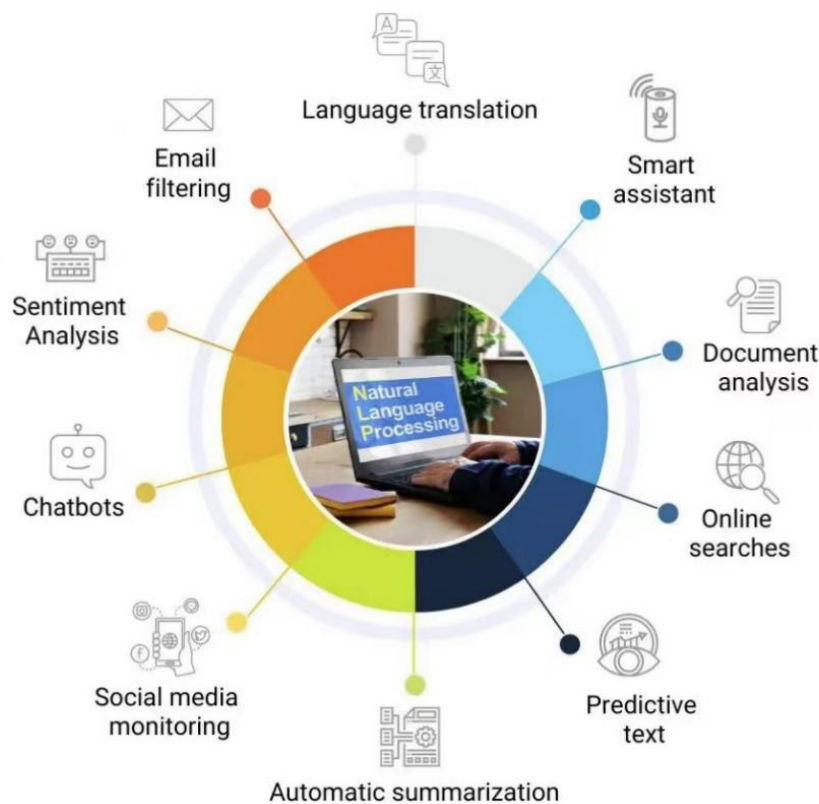 Language translation
Smart
assistant
Document
analysis
Online
searches
Predictive
text
Automatic summarization
Social media
monitoring
Chatbots
Sentiment
Analysis
Email
filtering
Natural
Language
Processing
A
文
f